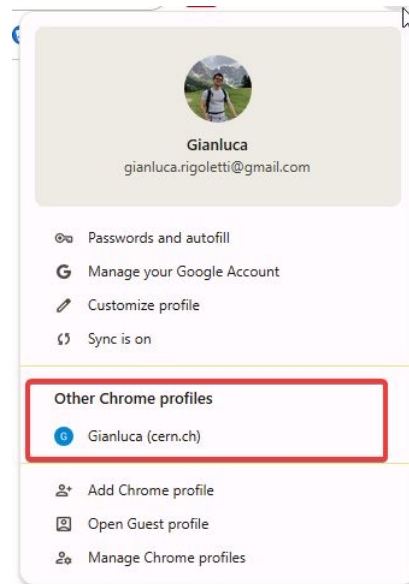 Gianluca
gianluca.rigoletti@gmail.com
Passwords and autofill
G Manage your Google Account
Customize profile
Sync is on
Other Chrome profiles
G Gianluca (cern.ch)
Add Chrome profile
Open Guest profile
Manage Chrome profiles